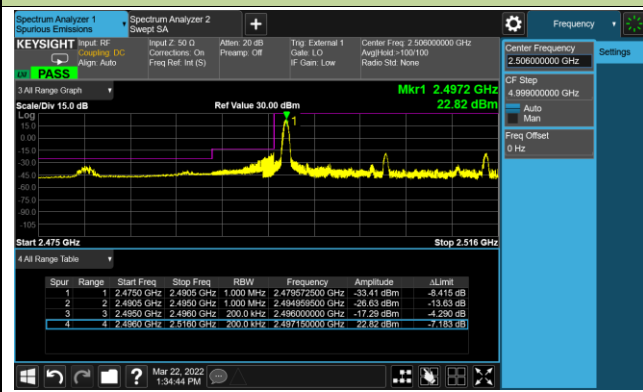 Spectrum Analyzer 1
Spurious Emissions
Spectrum Analyzer 2
Swept SA
Frequency
KEYSIGHT
Input: RF
Coupling: DC
Align: Auto
Input Z: 50 Ω
Corrections: On
Freq Ref: Int (S)
Atten: 20 dB
Preamp: Off
Trig: External 1
Gate: LO
IF Gain: Low
Center Freq: 2.506000000 GHz
Avg|Hold:>100/100
Radio Std: None
PASS
Center Frequency
2.506000000 GHz
Settings
CF Step
4.999000000 GHz
Auto
Man
Freq Offset
0 Hz
3 All Range Graph
Mkr1 2.4972 GHz
22.82 dBm
Scale/Div 15.0 dB
Ref Value 30.00 dBm
Log
1
15.0
0.00
-15.0
-30.0
-45.0
-60.0
-75.0
-90.0
-105
Start 2.475 GHz
Stop 2.516 GHz
4 All Range Table
Spur Range Start Freq Stop Freq RBW Frequency Amplitude ΔLimit
1 1 2.4750 GHz 2.4905 GHz 1.000 MHz 2.479572500 GHz -33.41 dBm -8.415 dB
2 2 2.4905 GHz 2.4950 GHz 1.000 MHz 2.494959500 GHz -26.63 dBm -13.63 dB
3 3 2.4950 GHz 2.4960 GHz 200.0 kHz 2.496000000 GHz -17.29 dBm -4.290 dB
4 4 2.4960 GHz 2.5160 GHz 200.0 kHz 2.497150000 GHz 22.82 dBm -7.183 dB
Mar 22, 2022
1:34:44 PM